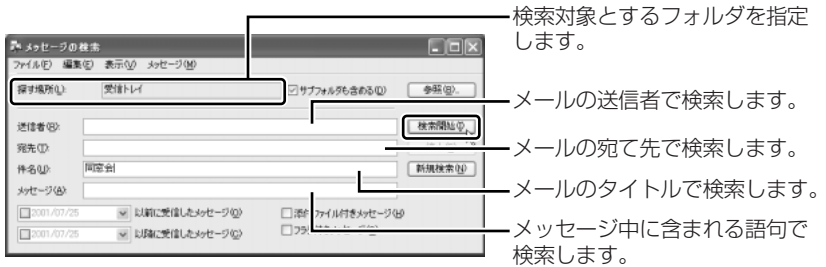 検索対象とするフォルダを指定
します。
メッセージの検索
ファイル(F) 編集(E) 表示(V) メッセージ(M)
探す場所(L): 受信トレイ サブフォルダも含める(D) 参照(B)...
メールの送信者で検索します。
送信者(R): 検索開始(I)
メールの宛て先で検索します。
宛先(T):
件名(U): 同窓会 新規検索(N)
メールのタイトルで検索します。
メッセージ(A):
2001/07/25 以前に受信したメッセージ(O) 添付ファイル付きメッセージ(H)
メッセージ中に含まれる語句で
検索します。
2001/07/25 以降に受信したメッセージ(C)